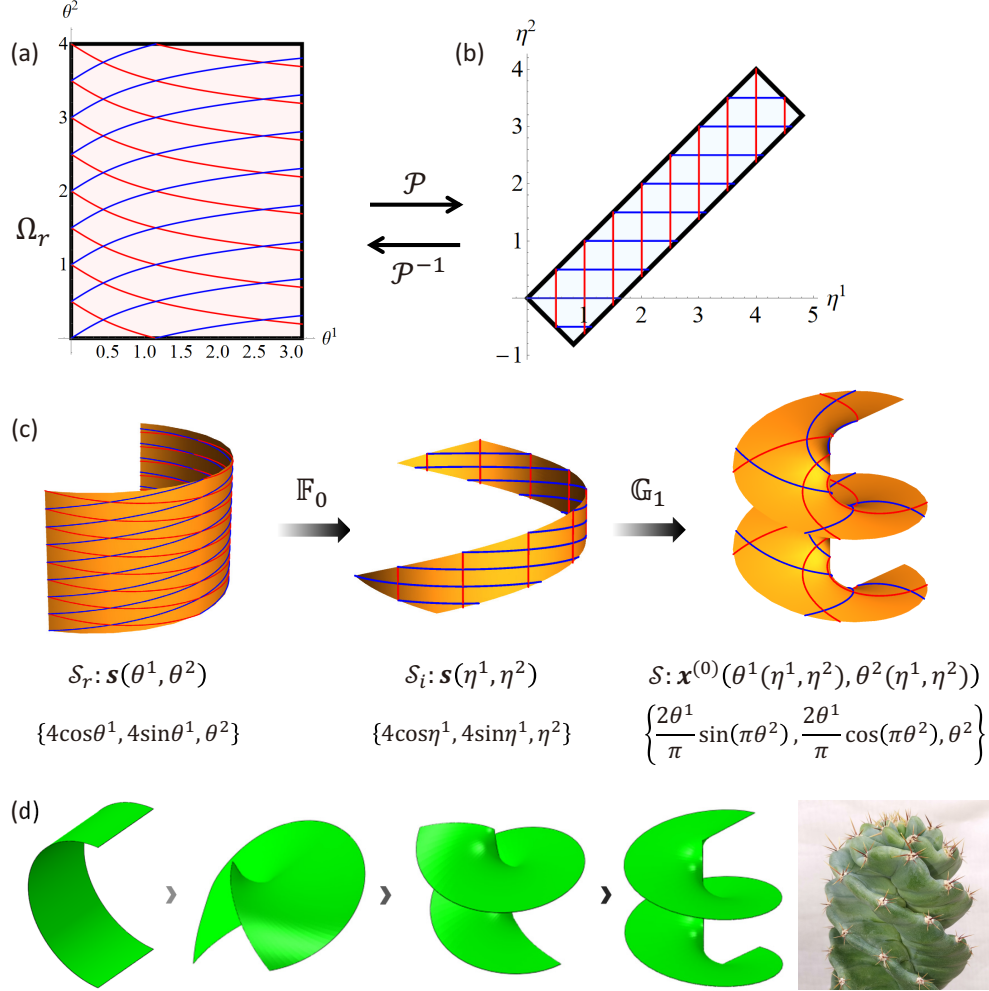 (a)
θ²
4
3
2
1
Ω_r
0.5 1.0 1.5 2.0 2.5 3.0
θ¹
𝒫
𝒫⁻¹
(b)
η²
4
3
2
1
−1
1 2 3 4 5
η¹
(c)
𝔽₀
𝔾₁
𝒮_r: s(θ¹, θ²)
𝒮_i: s(η¹, η²)
𝒮: x⁽⁰⁾(θ¹(η¹, η²), θ²(η¹, η²))
{4cosθ¹, 4sinθ¹, θ²}
{4cosη¹, 4sinη¹, η²}
{2θ¹/π sin(πθ²), 2θ¹/π cos(πθ²), θ²}
(d)